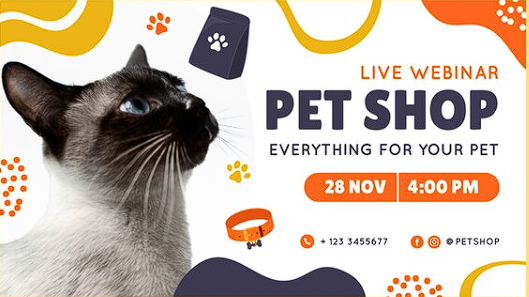 LIVE WEBINAR
PET SHOP
EVERYTHING FOR YOUR PET
28 NOV 4:00 PM
+ 123 3455677 @PETSHOP